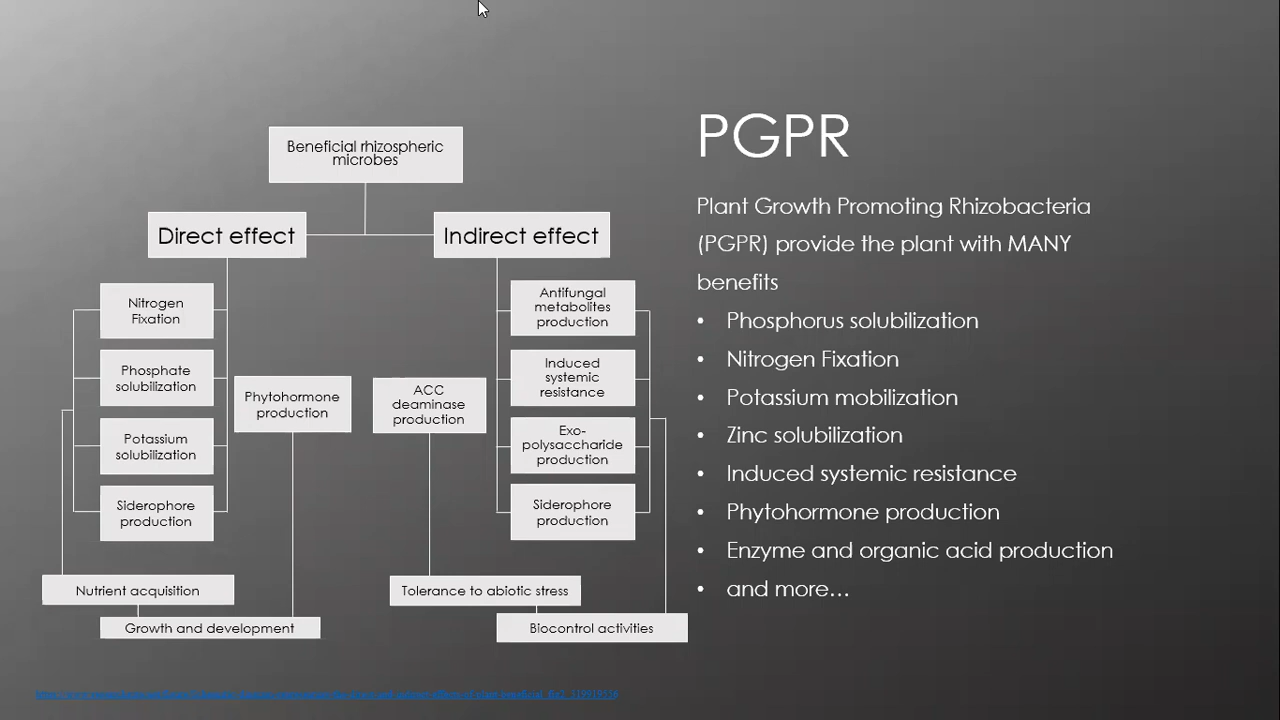 PGPR
Beneficial rhizospheric
microbes
Direct effect
Indirect effect
Nitrogen
Fixation
Phosphate
solubilization
Potassium
solubilization
Siderophore
production
Phytohormone
production
ACC
deaminase
production
Antifungal
metabolites
production
Induced
systemic
resistance
Exo-
polysaccharide
production
Siderophore
production
Nutrient acquisition
Growth and development
Tolerance to abiotic stress
Biocontrol activities
Plant Growth Promoting Rhizobacteria
(PGPR) provide the plant with MANY
benefits
• Phosphorus solubilization
• Nitrogen Fixation
• Potassium mobilization
• Zinc solubilization
• Induced systemic resistance
• Phytohormone production
• Enzyme and organic acid production
• and more…